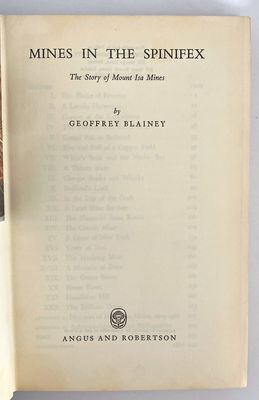 MINES IN THE SPINIFEX
The Story of Mount Isa Mines
by
GEOFFREY BLAINEY
ANGUS AND ROBERTSON